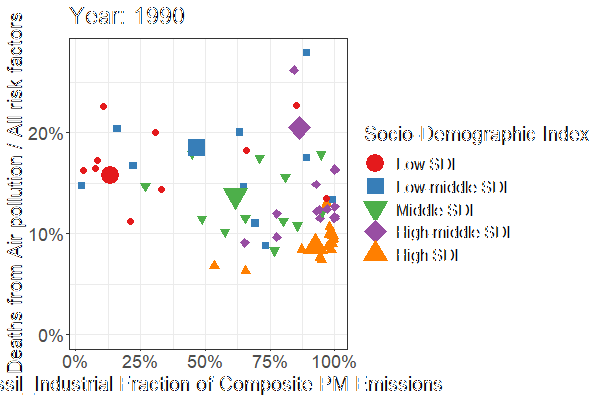 Year: 1990
Deaths from Air pollution / All risk factors
20%
10%
0%
0%
25%
50%
75%
100%
Industrial Fraction of Composite PM Emissions
Socio-Demographic Index
Low SDI
Low-middle SDI
Middle SDI
High-middle SDI
High SDI